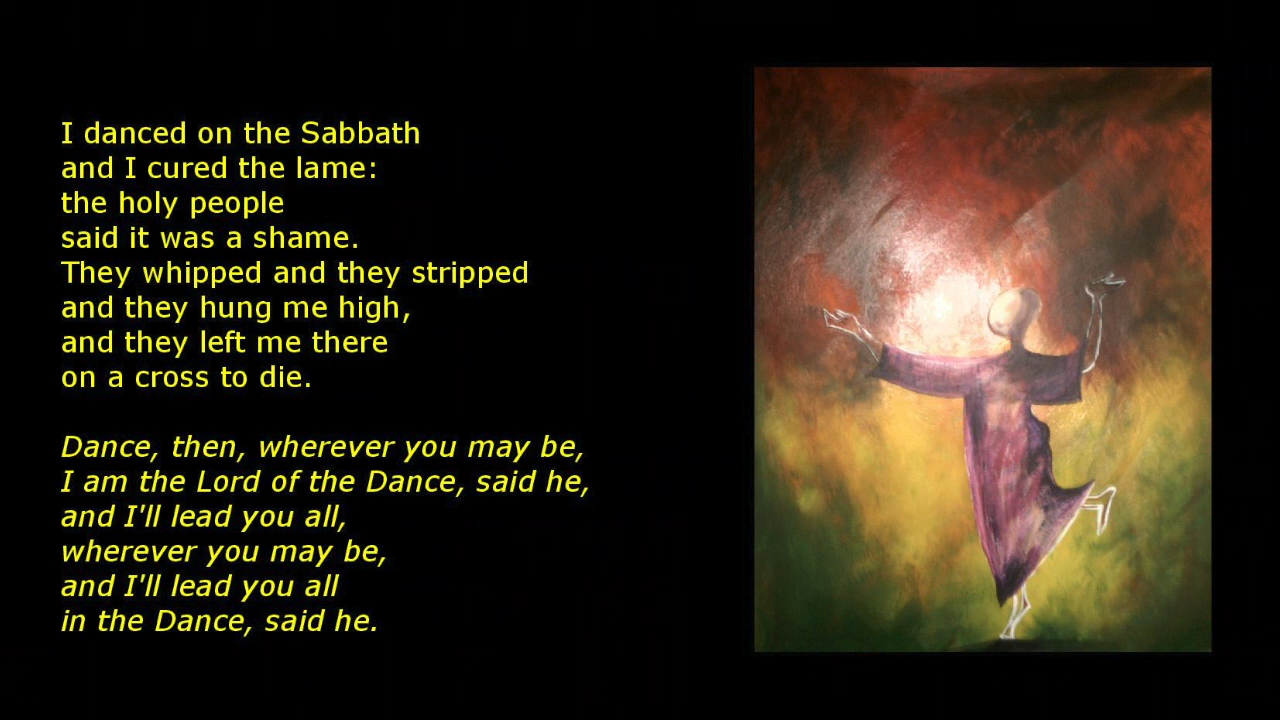 I danced on the Sabbath
and I cured the lame:
the holy people
said it was a shame.
They whipped and they stripped
and they hung me high,
and they left me there
on a cross to die.
Dance, then, wherever you may be,
I am the Lord of the Dance, said he,
and I'll lead you all,
wherever you may be,
and I'll lead you all
in the Dance, said he.